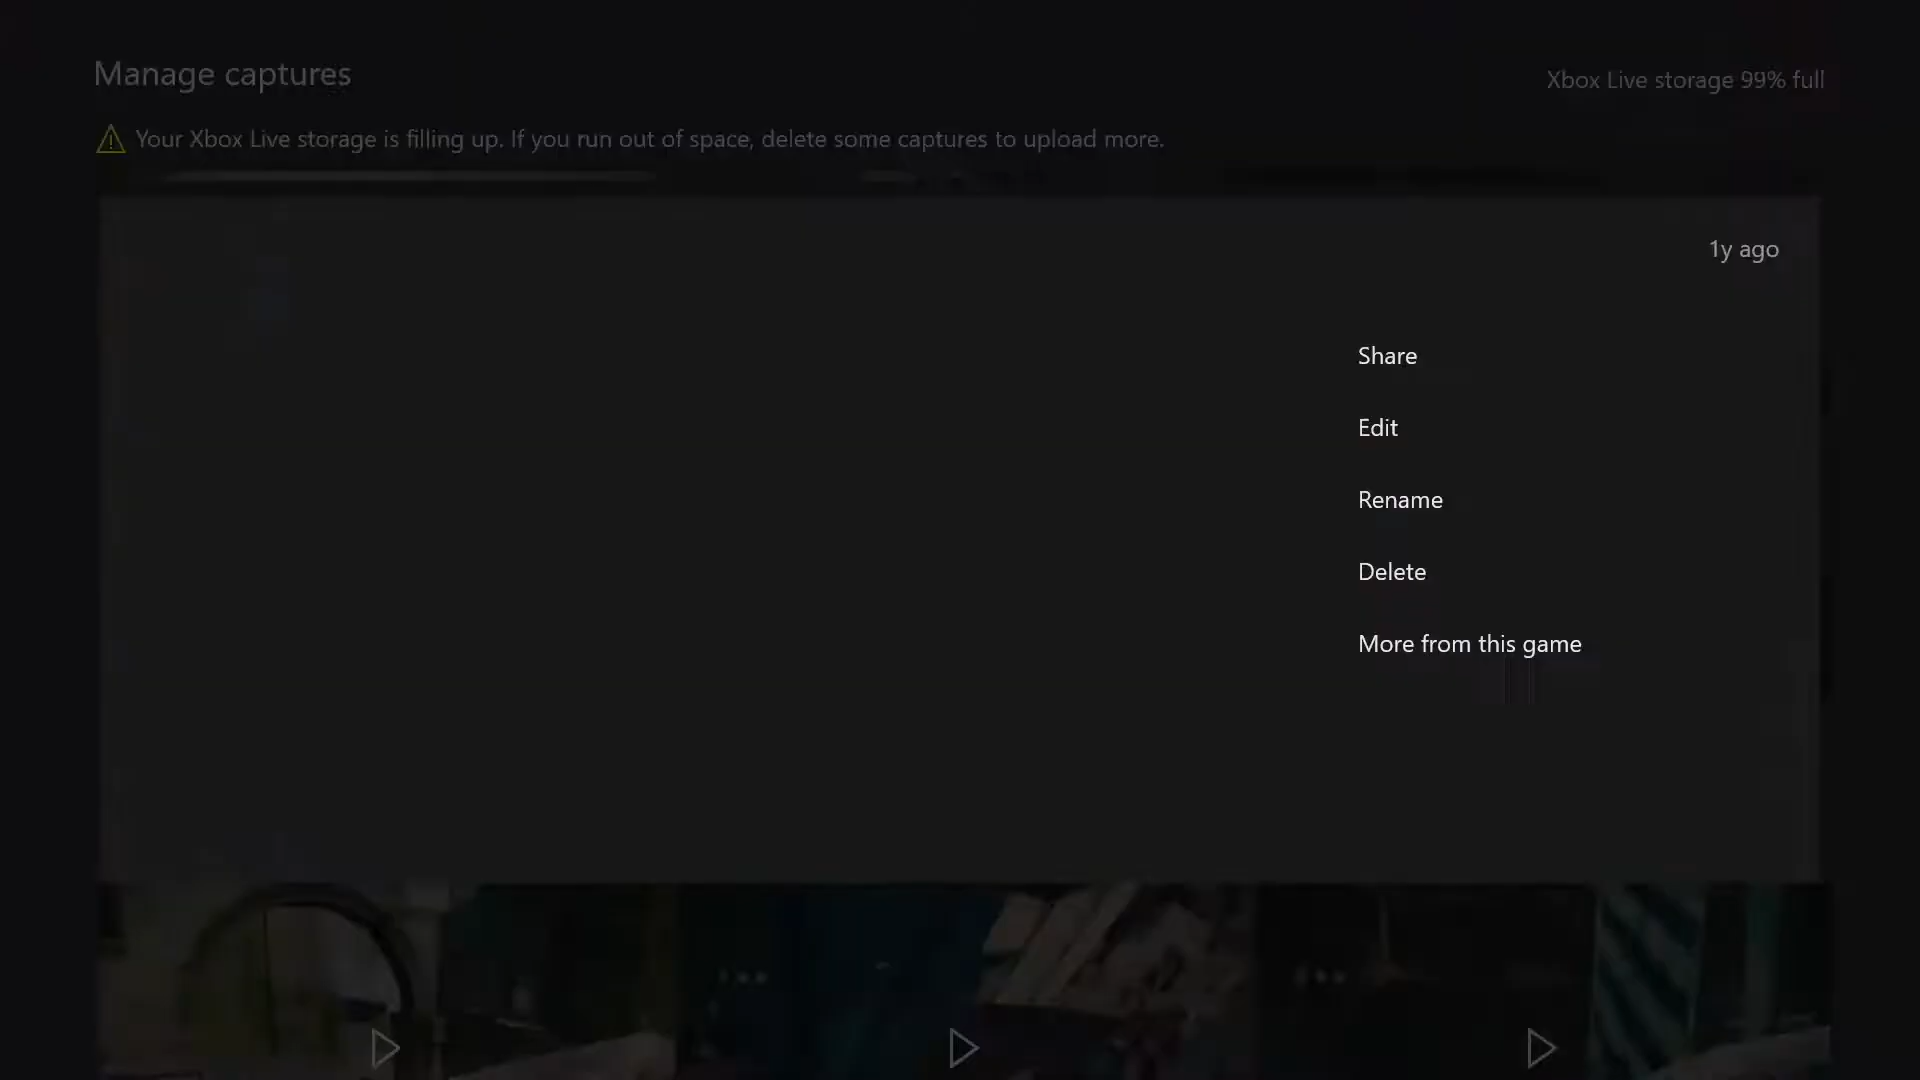 Manage captures
Xbox Live storage 99% full
Your Xbox Live storage is filling up. If you run out of space, delete some captures to upload more.
1y ago
Share
Edit
Rename
Delete
More from this game